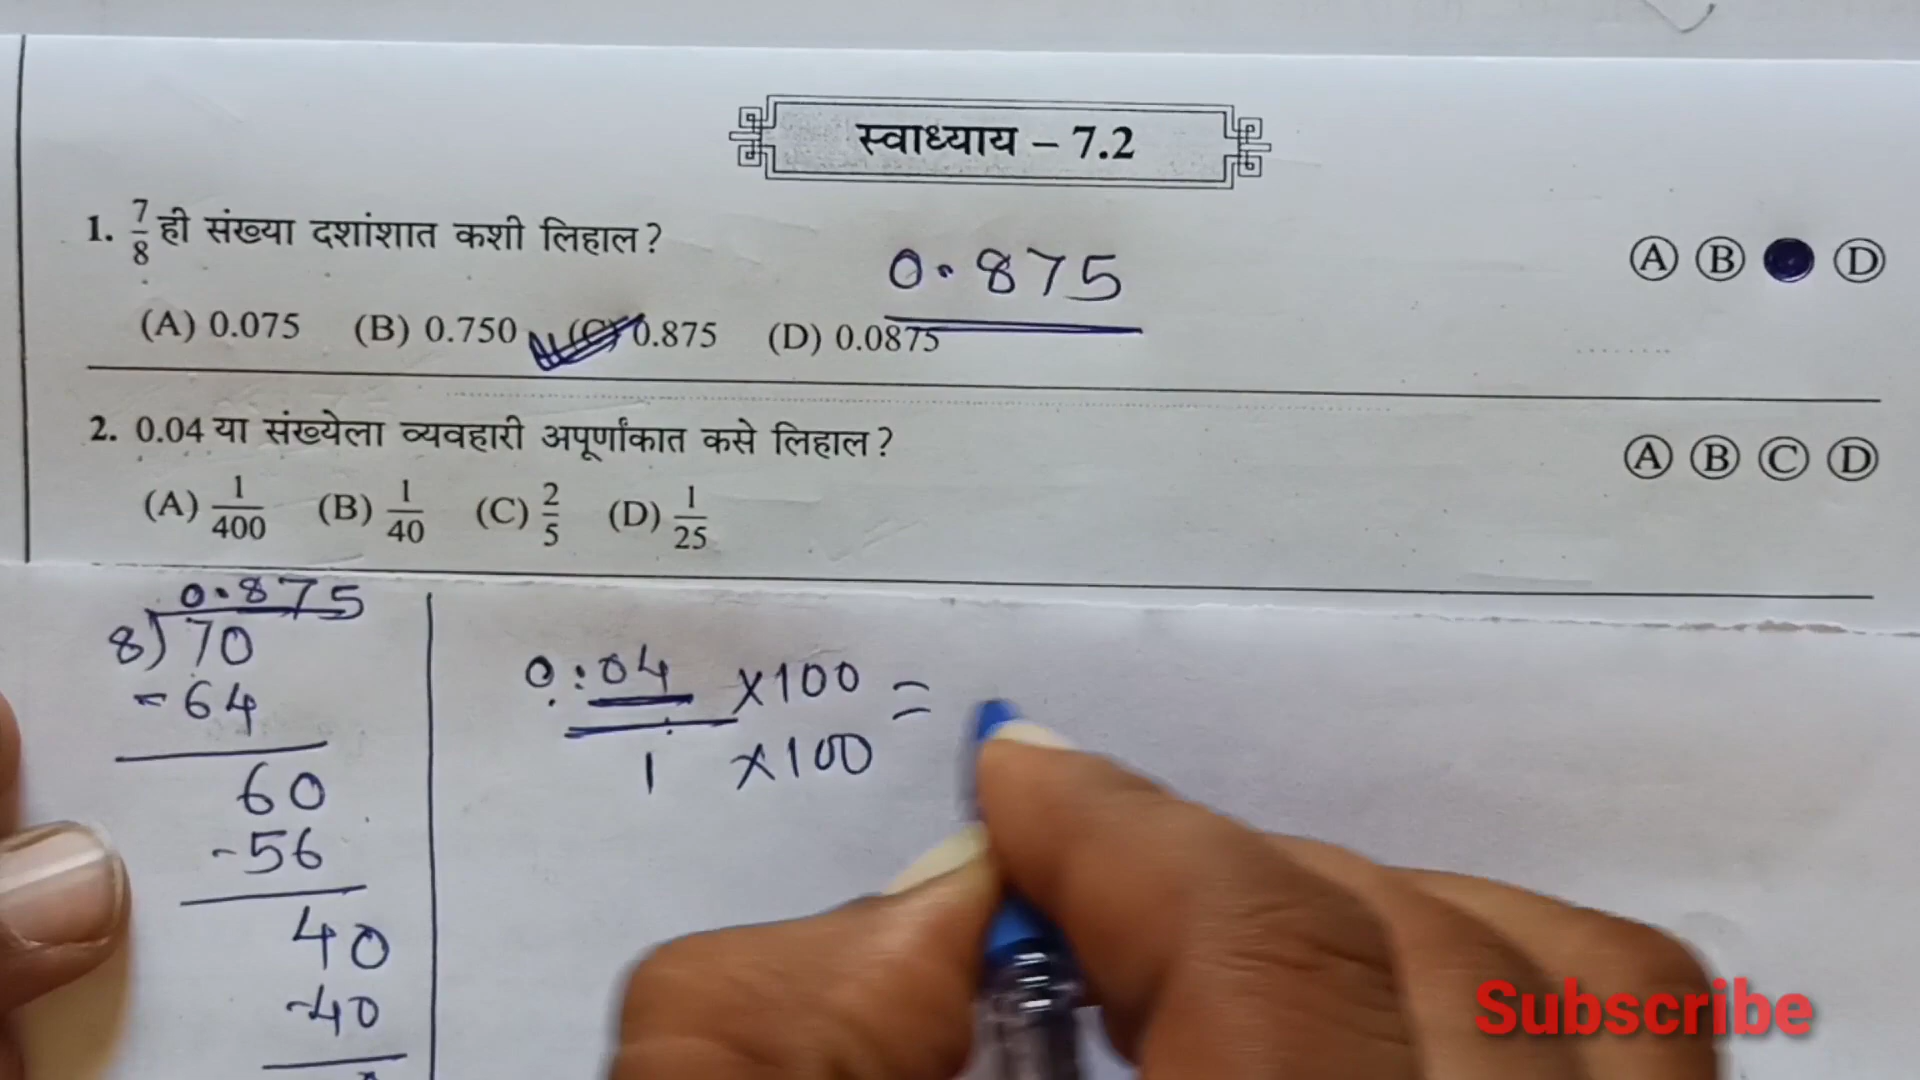 स्वाध्याय – 7.2
1. 7/8 ही संख्या दशांशात कशी लिहाल ?
0.875
Ⓐ Ⓑ Ⓓ
(A) 0.075 (B) 0.750 (C) 0.875 (D) 0.0875
2. 0.04 या संख्येला व्यवहारी अपूर्णांकात कसे लिहाल ?
Ⓐ Ⓑ Ⓒ Ⓓ
(A) 1/400 (B) 1/40 (C) 2/5 (D) 1/25
0.875
8)70
-64
60
-56
40
-40
0.04 ×100 =
1 ×100
Subscribe